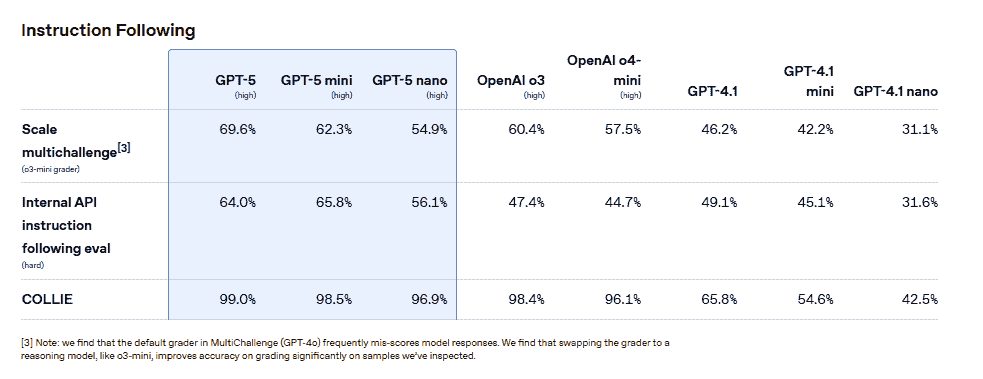 Instruction Following
GPT-5 (high) GPT-5 mini (high) GPT-5 nano (high) OpenAI o3 (high) OpenAI o4-mini (high) GPT-4.1 GPT-4.1 mini GPT-4.1 nano
Scale multichallenge[3] (o3-mini grader) 69.6% 62.3% 54.9% 60.4% 57.5% 46.2% 42.2% 31.1%
Internal API instruction following eval (hard) 64.0% 65.8% 56.1% 47.4% 44.7% 49.1% 45.1% 31.6%
COLLIE 99.0% 98.5% 96.9% 98.4% 96.1% 65.8% 54.6% 42.5%
[3] Note: we find that the default grader in MultiChallenge (GPT-4o) frequently mis-scores model responses. We find that swapping the grader to a
reasoning model, like o3-mini, improves accuracy on grading significantly on samples we've inspected.